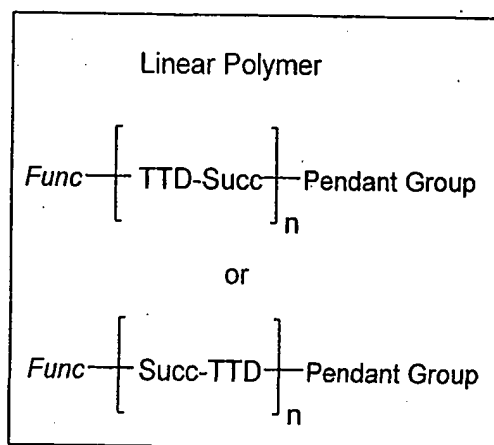 Linear Polymer
Func TTD-Succ Pendant Group
n
or
Func Succ-TTD Pendant Group
n